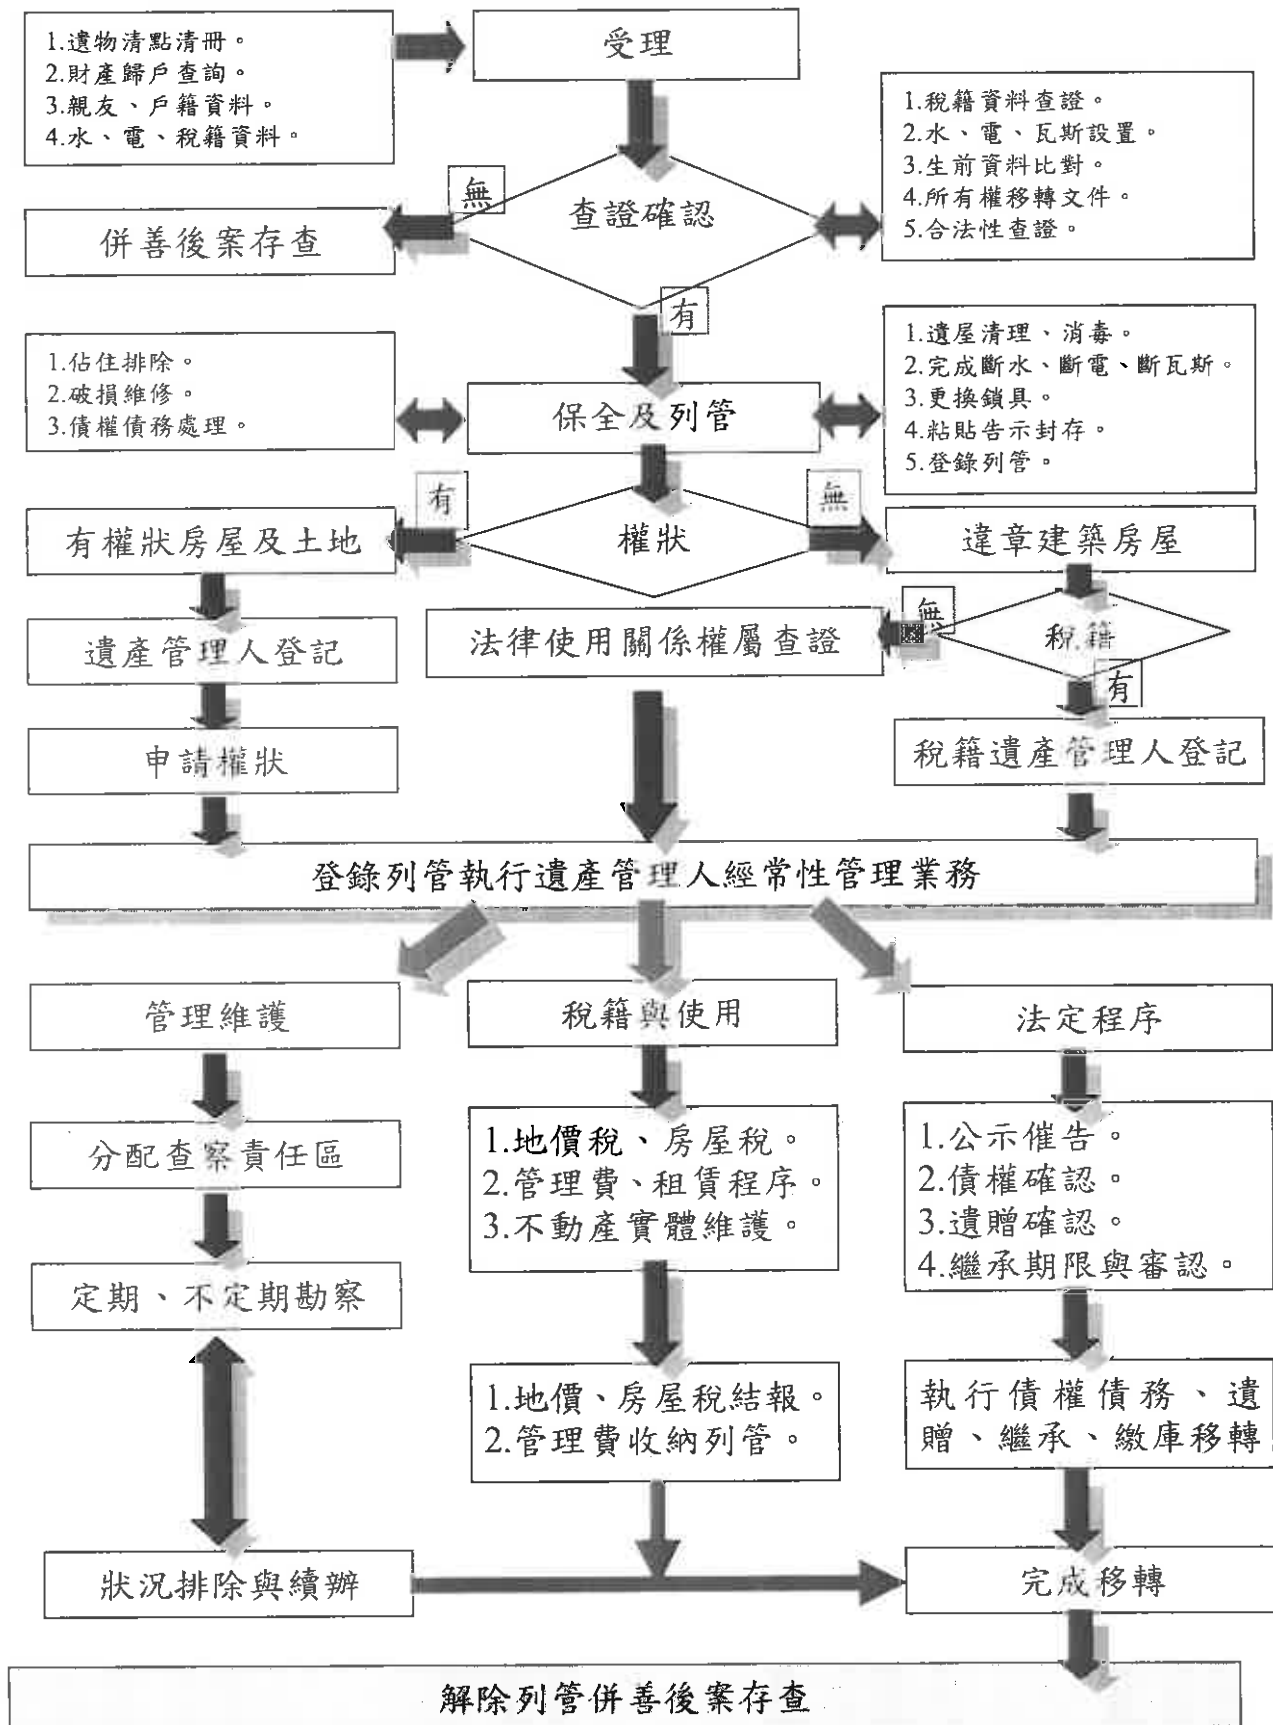 1.遺物清點清冊。
2.財產歸戶查詢。
3.親友、戶籍資料。
4.水、電、稅籍資料。
受理
1.稅籍資料查證。
2.水、電、瓦斯設置。
3.生前資料比對。
4.所有權移轉文件。
5.合法性查證。
無
查證確認
併善後案存查
有
1.佔住排除。
2.破損維修。
3.債權債務處理。
保全及列管
1.遺屋清理、消毒。
2.完成斷水、斷電、斷瓦斯。
3.更換鎖具。
4.粘貼告示封存。
5.登錄列管。
有
無
有權狀房屋及土地
權狀
違章建築房屋
無
遺產管理人登記
法律使用關係權屬查證
稅籍
有
申請權狀
稅籍遺產管理人登記
登錄列管執行遺產管理人經常性管理業務
管理維護
稅籍與使用
法定程序
分配查察責任區
1.地價稅、房屋稅。
2.管理費、租賃程序。
3.不動產實體維護。
1.公示催告。
2.債權確認。
3.遺贈確認。
4.繼承期限與審認。
定期、不定期勘察
1.地價、房屋稅結報。
2.管理費收納列管。
執行債權債務、遺
贈、繼承、繳庫移轉
狀況排除與續辦
完成移轉
解除列管併善後案存查